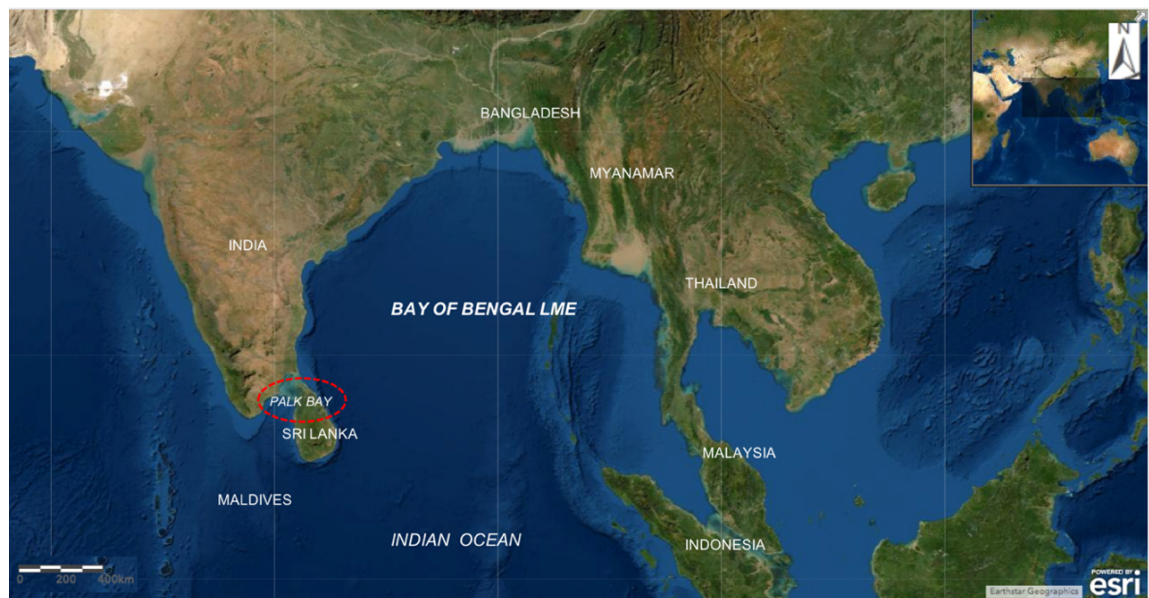 N
BANGLADESH
MYANAMAR
INDIA
THAILAND
BAY OF BENGAL LME
PALK BAY
SRI LANKA
MALAYSIA
MALDIVES
INDIAN OCEAN
INDONESIA
0 200 400km
POWERED BY
esri
Earthstar Geographics